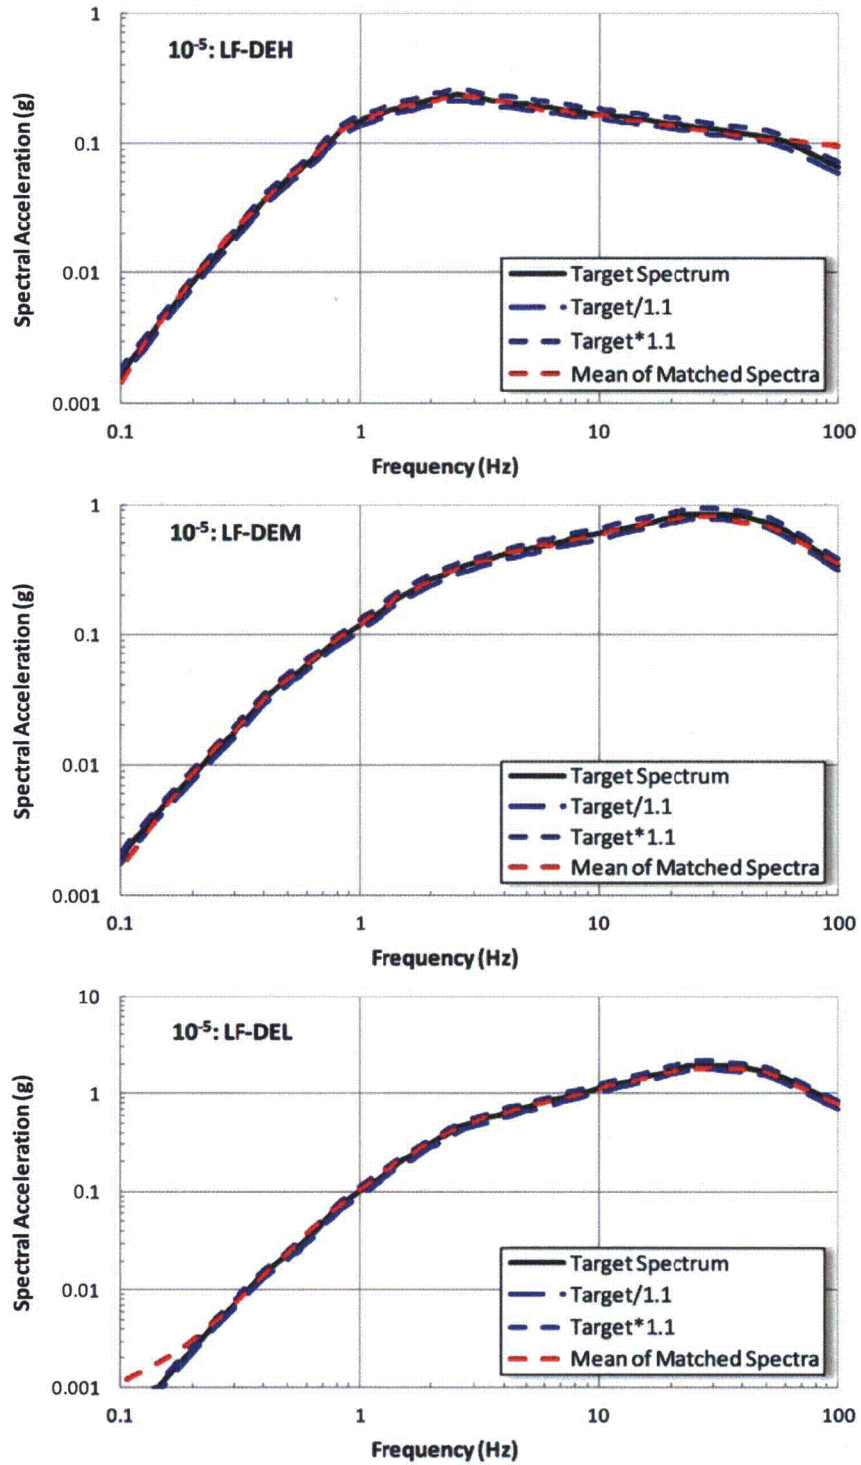 10-5: LF-DEH
Spectral Acceleration (g)
1
0.1
0.01
0.001
Target Spectrum
Target/1.1
Target*1.1
Mean of Matched Spectra
0.1 1 10 100
Frequency (Hz)
10-5: LF-DEM
Spectral Acceleration (g)
1
0.1
0.01
0.001
Target Spectrum
Target/1.1
Target*1.1
Mean of Matched Spectra
0.1 1 10 100
Frequency (Hz)
10-5: LF-DEL
Spectral Acceleration (g)
10
1
0.1
0.01
0.001
Target Spectrum
Target/1.1
Target*1.1
Mean of Matched Spectra
0.1 1 10 100
Frequency (Hz)